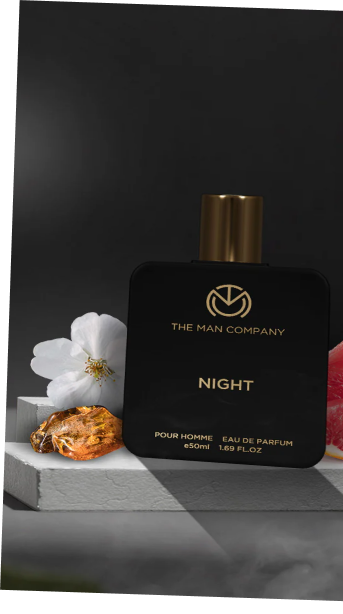 THE MAN COMPANY
NIGHT
POUR HOMME EAU DE PARFUM
e50ml 1.69 FL.OZ